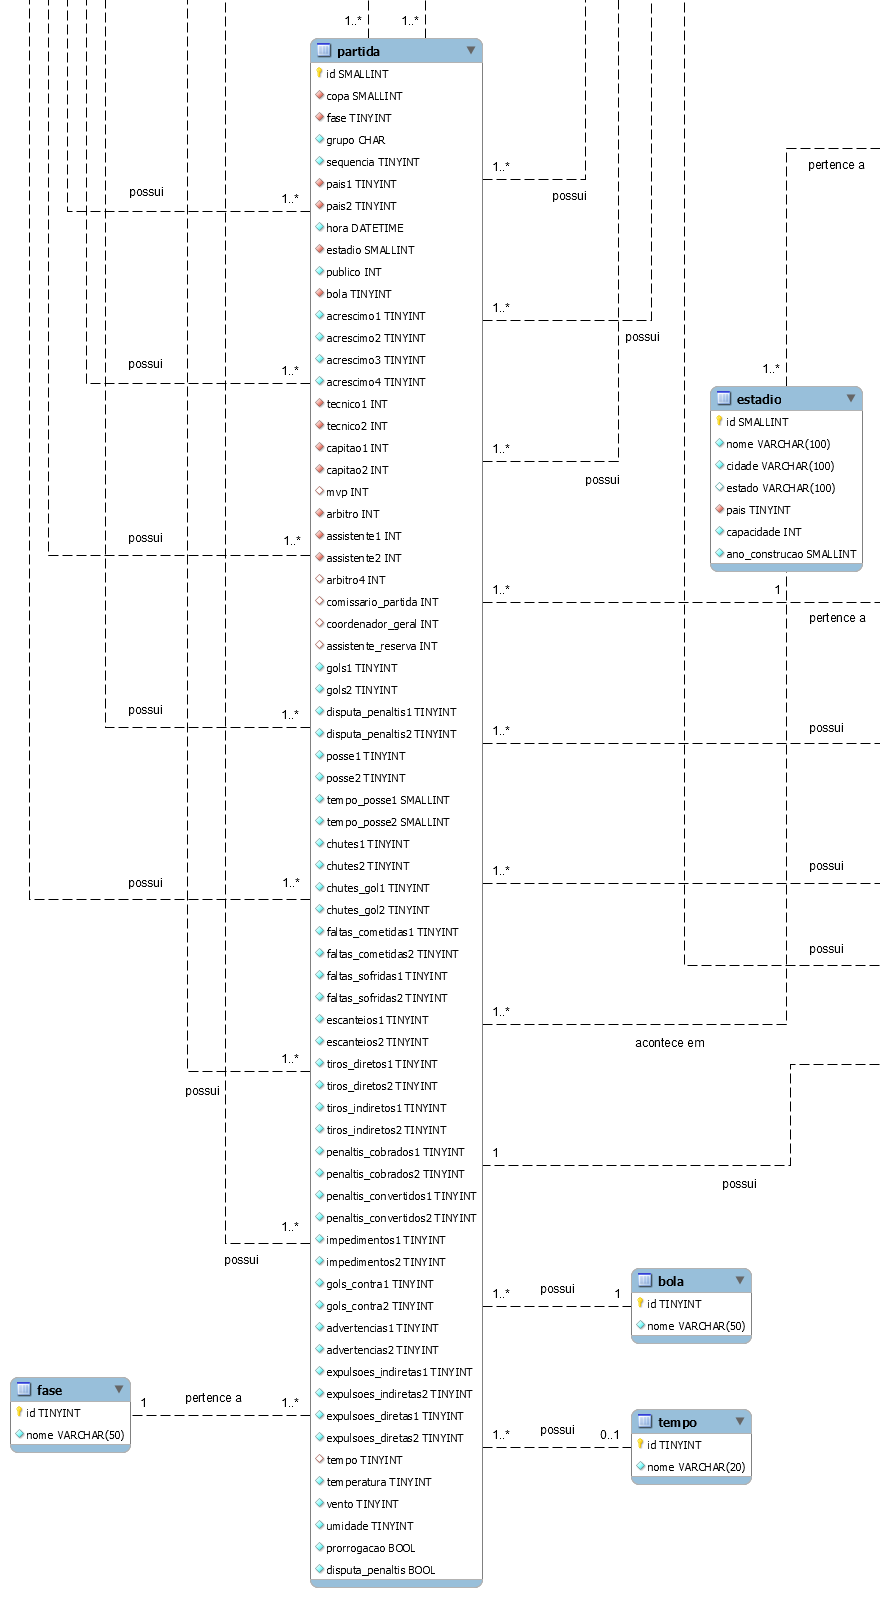 1..*
1..*
partida
id SMALLINT
copa SMALLINT
fase TINYINT
grupo CHAR
sequencia TINYINT
pais1 TINYINT
pais2 TINYINT
hora DATETIME
estadio SMALLINT
publico INT
bola TINYINT
acrescimo1 TINYINT
acrescimo2 TINYINT
acrescimo3 TINYINT
acrescimo4 TINYINT
tecnico1 INT
tecnico2 INT
capitao1 INT
capitao2 INT
mvp INT
arbitro INT
assistente1 INT
assistente2 INT
arbitro4 INT
comissario_partida INT
coordenador_geral INT
assistente_reserva INT
gols1 TINYINT
gols2 TINYINT
disputa_penaltis1 TINYINT
disputa_penaltis2 TINYINT
posse1 TINYINT
posse2 TINYINT
tempo_posse1 SMALLINT
tempo_posse2 SMALLINT
chutes1 TINYINT
chutes2 TINYINT
chutes_gol1 TINYINT
chutes_gol2 TINYINT
faltas_cometidas1 TINYINT
faltas_cometidas2 TINYINT
faltas_sofridas1 TINYINT
faltas_sofridas2 TINYINT
escanteios1 TINYINT
escanteios2 TINYINT
tiros_diretos1 TINYINT
tiros_diretos2 TINYINT
tiros_indiretos1 TINYINT
tiros_indiretos2 TINYINT
penaltis_cobrados1 TINYINT
penaltis_cobrados2 TINYINT
penaltis_convertidos1 TINYINT
penaltis_convertidos2 TINYINT
impedimentos1 TINYINT
impedimentos2 TINYINT
gols_contra1 TINYINT
gols_contra2 TINYINT
advertencias1 TINYINT
advertencias2 TINYINT
expulsoes_indiretas1 TINYINT
expulsoes_indiretas2 TINYINT
expulsoes_diretas1 TINYINT
expulsoes_diretas2 TINYINT
tempo TINYINT
temperatura TINYINT
vento TINYINT
umidade TINYINT
prorrogacao BOOL
disputa_penaltis BOOL
possui
1..*
possui
1..*
possui
1..*
possui
1..*
possui
1..*
1..*
possui
1..*
possui
fase
id TINYINT
nome VARCHAR(50)
1
pertence a
1..*
1..*
possui
1..*
possui
1..*
possui
pertence a
1..*
estadio
id SMALLINT
nome VARCHAR(100)
cidade VARCHAR(100)
estado VARCHAR(100)
pais TINYINT
capacidade INT
ano_construcao SMALLINT
1..*
1
pertence a
1..*
possui
1..*
possui
possui
1..*
acontece em
1
possui
1..*
possui
1
bola
id TINYINT
nome VARCHAR(50)
1..*
possui
0..1
tempo
id TINYINT
nome VARCHAR(20)